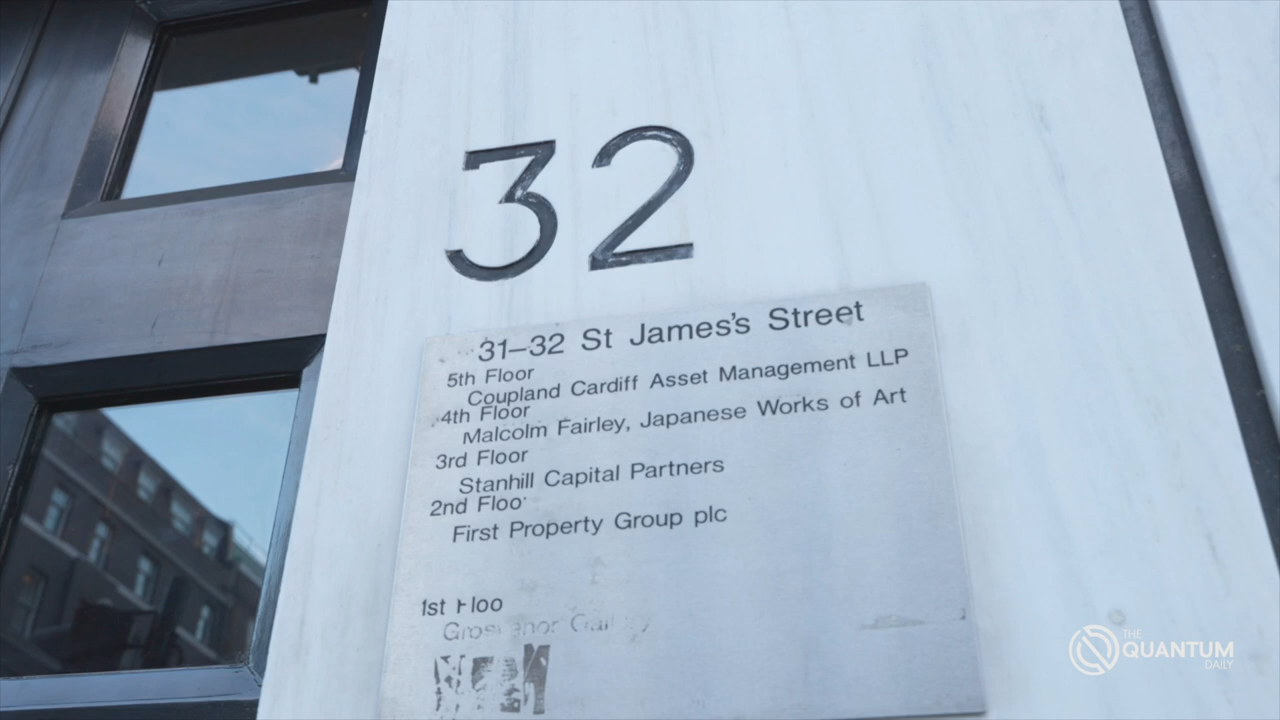 32
31–32 St James's Street
5th Floor
Coupland Cardiff Asset Management LLP
4th Floor
Malcolm Fairley, Japanese Works of Art
3rd Floor
Stanhill Capital Partners
2nd Floo
First Property Group plc
1st Floo
THE
QUANTUM
DAILY